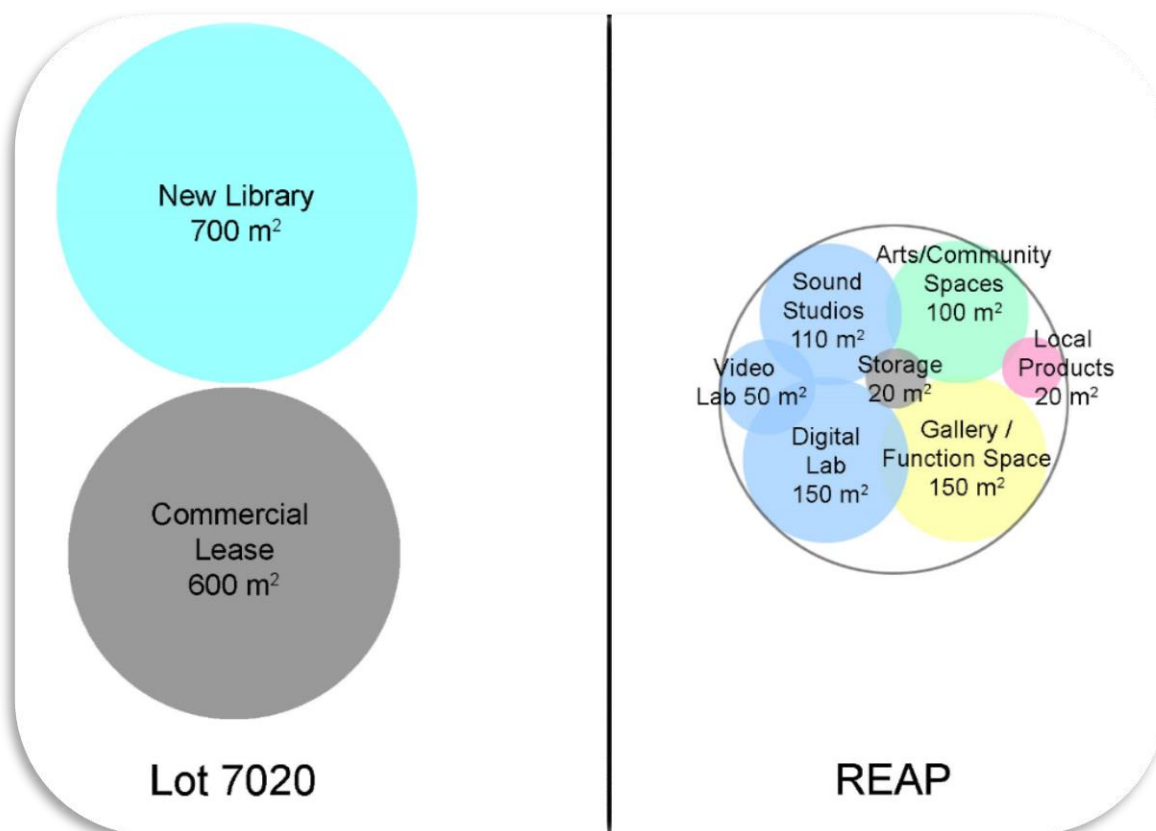 New Library
700 m²
Commercial
Lease
600 m²
Lot 7020
Arts/Community
Spaces
100 m²
Sound
Studios
110 m²
Local
Products
20 m²
Video
Lab 50 m²
Storage
20 m²
Digital
Lab
150 m²
Gallery /
Function Space
150 m²
REAP